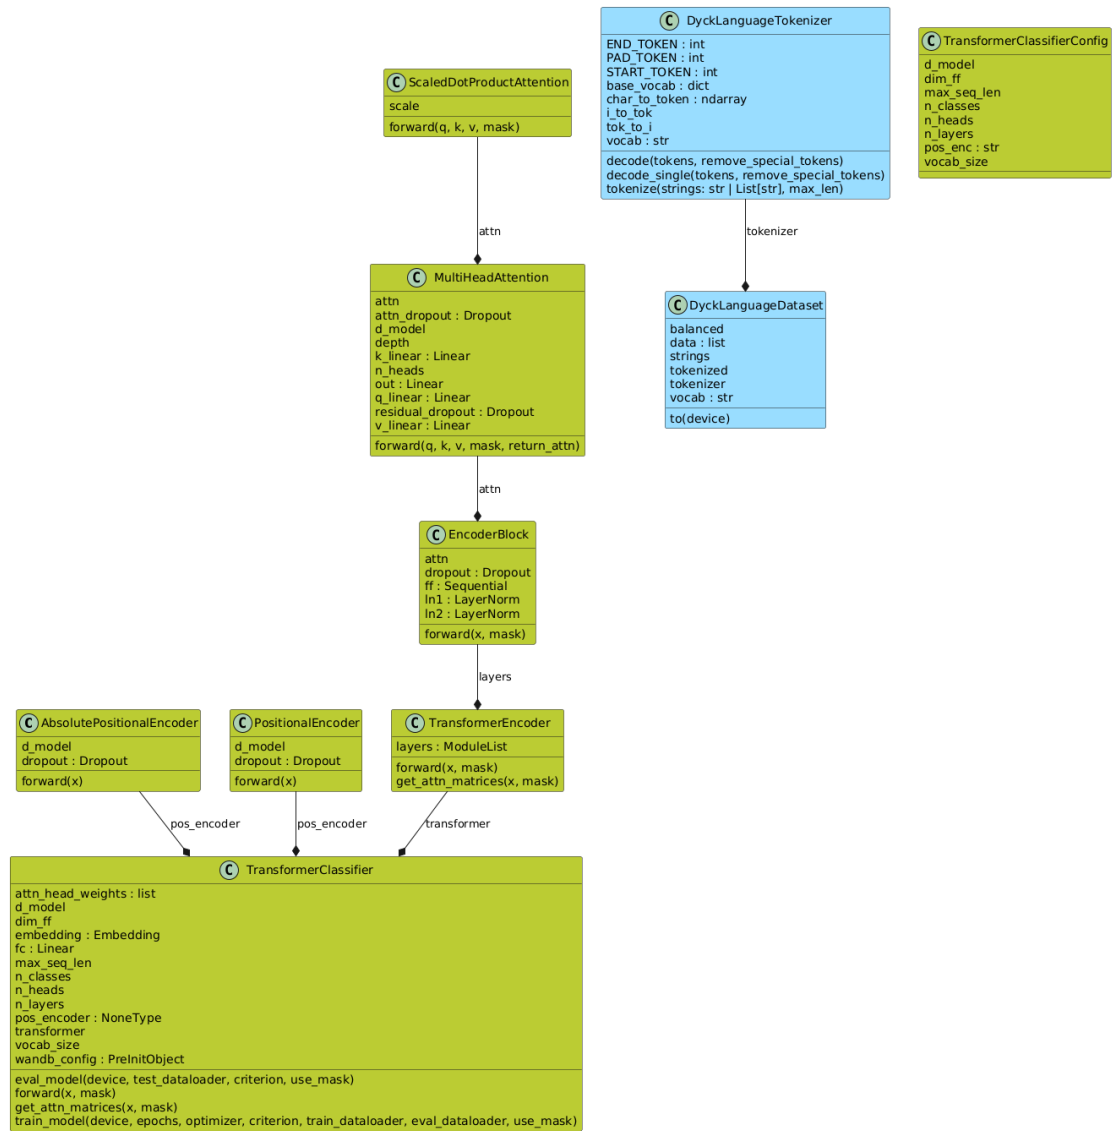 C DyckLanguageTokenizer
END_TOKEN : int
PAD_TOKEN : int
START_TOKEN : int
base_vocab : dict
char_to_token : ndarray
i_to_tok
tok_to_i
vocab : str
decode(tokens, remove_special_tokens)
decode_single(tokens, remove_special_tokens)
tokenize(strings: str | List[str], max_len)
C TransformerClassifierConfig
d_model
dim_ff
max_seq_len
n_classes
n_heads
n_layers
pos_enc : str
vocab_size
C ScaledDotProductAttention
scale
forward(q, k, v, mask)
attn
tokenizer
C MultiHeadAttention
attn
attn_dropout : Dropout
d_model
depth
k_linear : Linear
n_heads
out : Linear
q_linear : Linear
residual_dropout : Dropout
v_linear : Linear
forward(q, k, v, mask, return_attn)
C DyckLanguageDataset
balanced
data : list
strings
tokenized
tokenizer
vocab : str
to(device)
attn
C EncoderBlock
attn
dropout : Dropout
ff : Sequential
ln1 : LayerNorm
ln2 : LayerNorm
forward(x, mask)
layers
C AbsolutePositionalEncoder
d_model
dropout : Dropout
forward(x)
C PositionalEncoder
d_model
dropout : Dropout
forward(x)
C TransformerEncoder
layers : ModuleList
forward(x, mask)
get_attn_matrices(x, mask)
pos_encoder
pos_encoder
transformer
C TransformerClassifier
attn_head_weights : list
d_model
dim_ff
embedding : Embedding
fc : Linear
max_seq_len
n_classes
n_heads
n_layers
pos_encoder : NoneType
transformer
vocab_size
wandb_config : PreInitObject
eval_model(device, test_dataloader, criterion, use_mask)
forward(x, mask)
get_attn_matrices(x, mask)
train_model(device, epochs, optimizer, criterion, train_dataloader, eval_dataloader, use_mask)